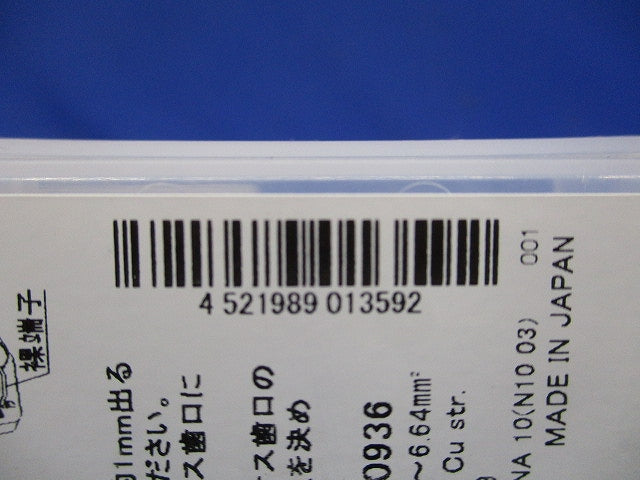 4 521989 013592
裸端子
1mm出る
ださい。
ス歯口に
ス歯口の
を決め
0936
～6.64mm²
Cu str.
NA 10(N10 03)
001
MADE IN JAPAN